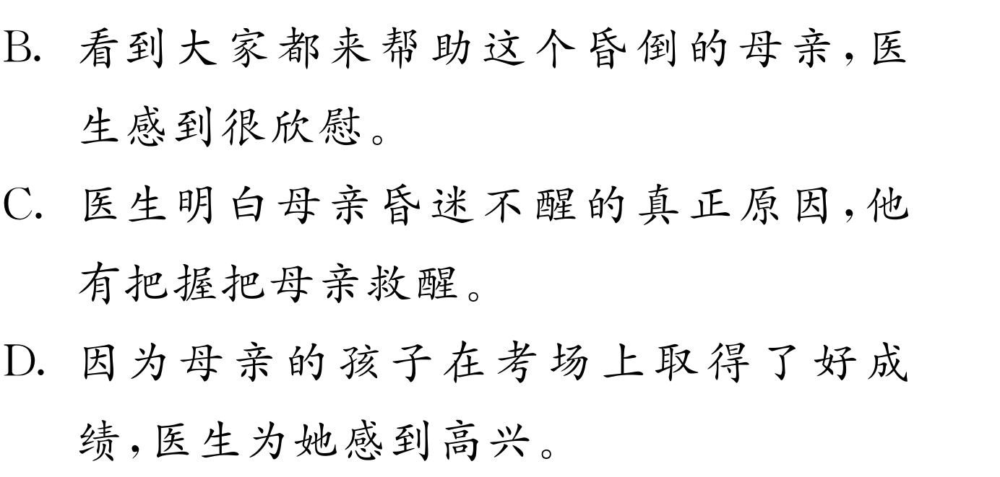 B. 看到大家都来帮助这个昏倒的母亲,医
生感到很欣慰。
C. 医生明白母亲昏迷不醒的真正原因,他
有把握把母亲救醒。
D. 因为母亲的孩子在考场上取得了好成
绩,医生为她感到高兴。